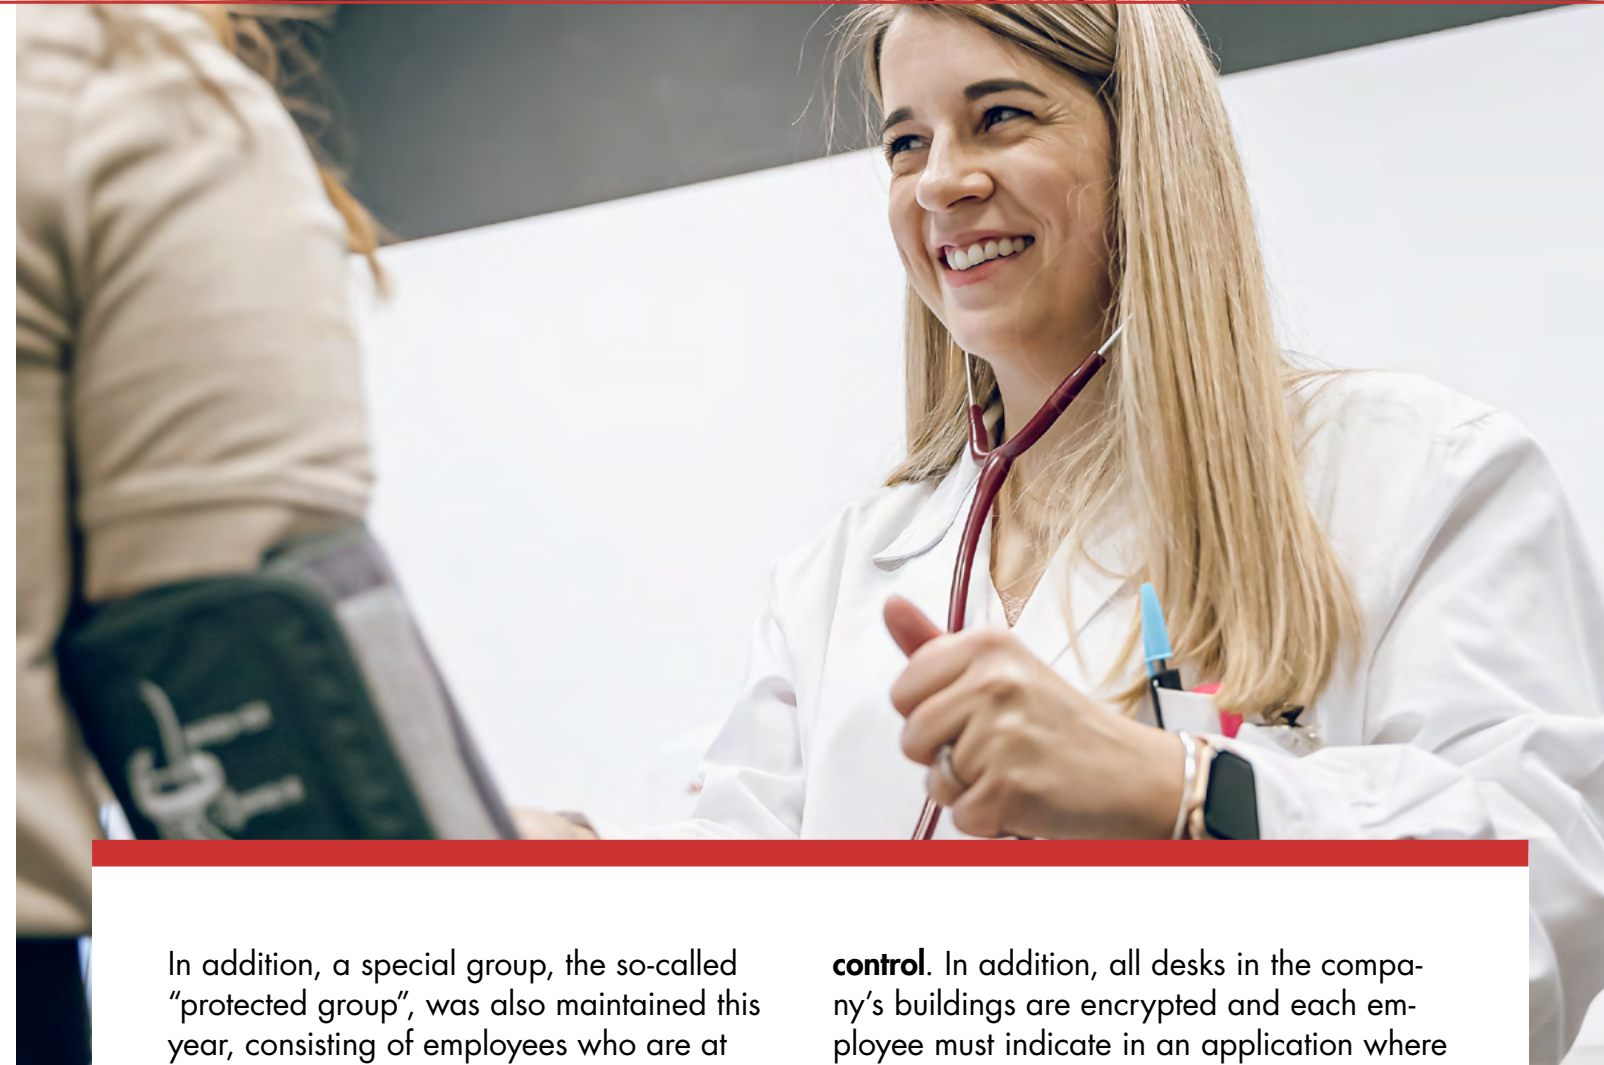 In addition, a special group, the so-called
“protected group”, was also maintained this
year, consisting of employees who are at
control. In addition, all desks in the compa-
ny’s buildings are encrypted and each em-
ployee must indicate in an application where